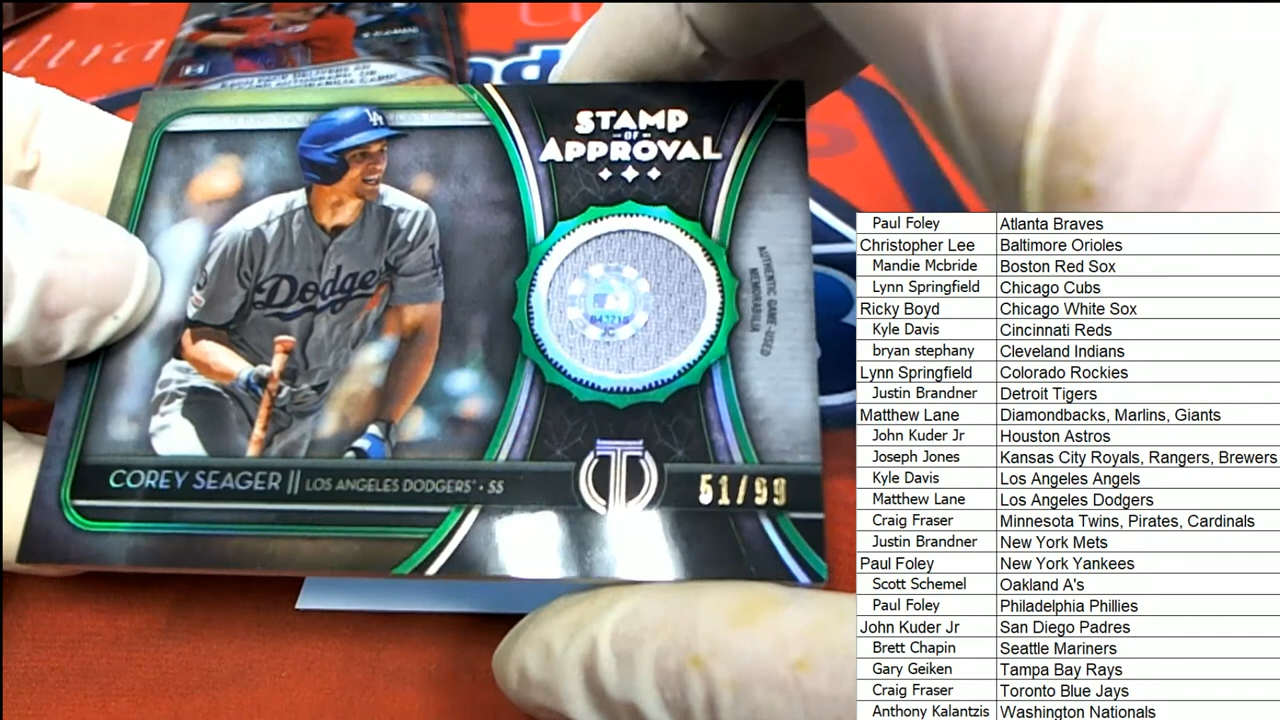 STAMP
OF
APPROVAL
LA
Dodge
AUTHENTIC GAME-USED
MEMORABILIA
COREY SEAGER || LOS ANGELES DODGERS • SS
51/99
Paul Foley Atlanta Braves
Christopher Lee Baltimore Orioles
Mandie Mcbride Boston Red Sox
Lynn Springfield Chicago Cubs
Ricky Boyd Chicago White Sox
Kyle Davis Cincinnati Reds
bryan stephany Cleveland Indians
Lynn Springfield Colorado Rockies
Justin Brandner Detroit Tigers
Matthew Lane Diamondbacks, Marlins, Giants
John Kuder Jr Houston Astros
Joseph Jones Kansas City Royals, Rangers, Brewers
Kyle Davis Los Angeles Angels
Matthew Lane Los Angeles Dodgers
Craig Fraser Minnesota Twins, Pirates, Cardinals
Justin Brandner New York Mets
Paul Foley New York Yankees
Scott Schemel Oakland A's
Paul Foley Philadelphia Phillies
John Kuder Jr San Diego Padres
Brett Chapin Seattle Mariners
Gary Geiken Tampa Bay Rays
Craig Fraser Toronto Blue Jays
Anthony Kalantzis Washington Nationals